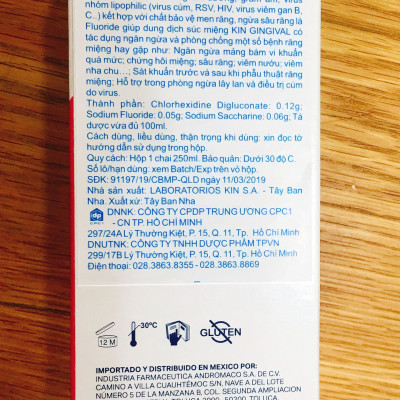 nhóm lipophilic (virus cúm, RSV, HIV, virus viêm gan B,
C..) kết hợp với chất bảo vệ men răng, ngừa sâu răng là
Fluoride giúp dung dịch súc miệng KIN GINGIVAL có
tác dụng ngăn ngừa và phòng chống một số bệnh răng
miệng hay gặp như: Ngăn ngừa mảng bám vi khuẩn
quá mức; chứng hôi miệng; sâu răng; viêm nướu; viêm
nha chu...; Sát khuẩn trước và sau khi phẫu thuật răng
miệng; Hỗ trợ trong phòng ngừa lây lan và điều trị cúm
do virus.
Thành phần: Chlorhexidine Digluconate: 0.12g;
Sodium Fluoride: 0.05g; Sodium Saccharine: 0.06g; Tá
dược vừa đủ 100ml.
Cách dùng, liều dùng, thận trọng khi dùng: xin đọc tờ
hướng dẫn sử dụng trong hộp.
Quy cách: Hộp 1 chai 250ml. Bảo quản: Dưới 30 độ C.
Số lô/hạn dùng: xem Batch/Exp trên vỏ hộp.
SĐK: 91197/19/CBMP-QLD ngày 11/03/2019
Nhà sản xuất: LABORATORIOS KIN S.A. - Tây Ban
Nha. Xuất xứ: Tây Ban Nha
CPC1
DNNK: CÔNG TY CPDP TRUNG ƯƠNG CPC1
- CN TP. HỒ CHÍ MINH
297/24A Lý Thường Kiệt, P. 15, Q. 11, Tp. Hồ Chí Minh
DNUTNK: CÔNG TY TNHH DƯỢC PHẨM TPVN
299/17B Lý Thường Kiệt, P. 15, Q. 11, Tp. Hồ Chí Minh
Điện thoại: 028.3863.8355 - 028.3863.8869
12 M
30ºC
GLUTEN
IMPORTADO Y DISTRIBUIDO EN MEXICO POR:
INDUSTRIA FARMACEUTICA ANDROMACO S.A. DE C.V.
CAMINO A VILLA CUAUHTÉMOC S/N, NAVE A DEL LOTE
NÚMERO 5 DE LA MANZANA B, COL. SEGUNDA AMPLIACION